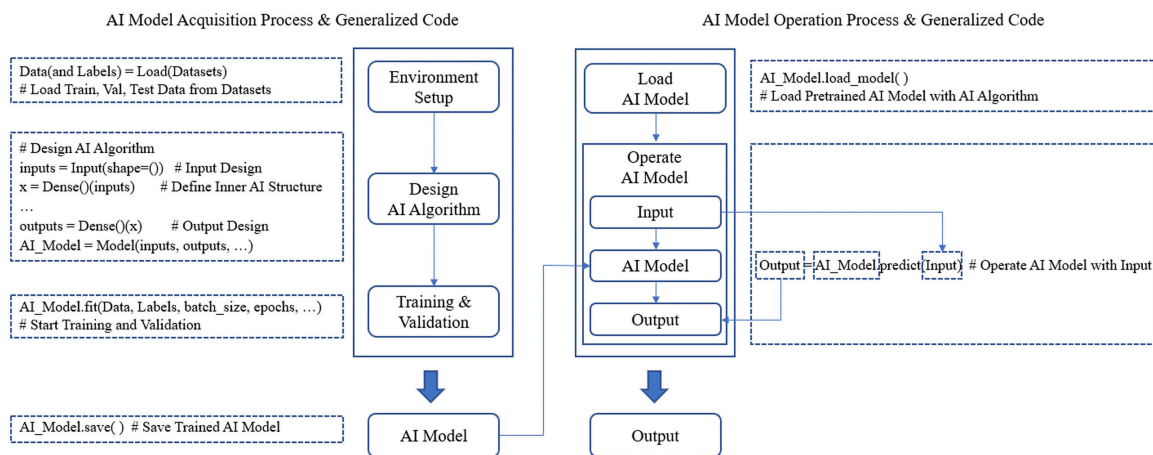 AI Model Acquisition Process & Generalized Code
Data(and Labels) = Load(Datasets)
# Load Train, Val, Test Data from Datasets
# Design AI Algorithm
inputs = Input(shape=()) # Input Design
x = Dense()(inputs) # Define Inner AI Structure
…
outputs = Dense()(x) # Output Design
AI_Model = Model(inputs, outputs, …)
AI_Model.fit(Data, Labels, batch_size, epochs, …)
# Start Training and Validation
AI_Model.save( ) # Save Trained AI Model
Environment
Setup
Design
AI Algorithm
Training &
Validation
AI Model
AI Model Operation Process & Generalized Code
Load
AI Model
Operate
AI Model
Input
AI Model
Output
Output
AI_Model.load_model( )
# Load Pretrained AI Model with AI Algorithm
Output = AI_Model.predict(Input) # Operate AI Model with Input